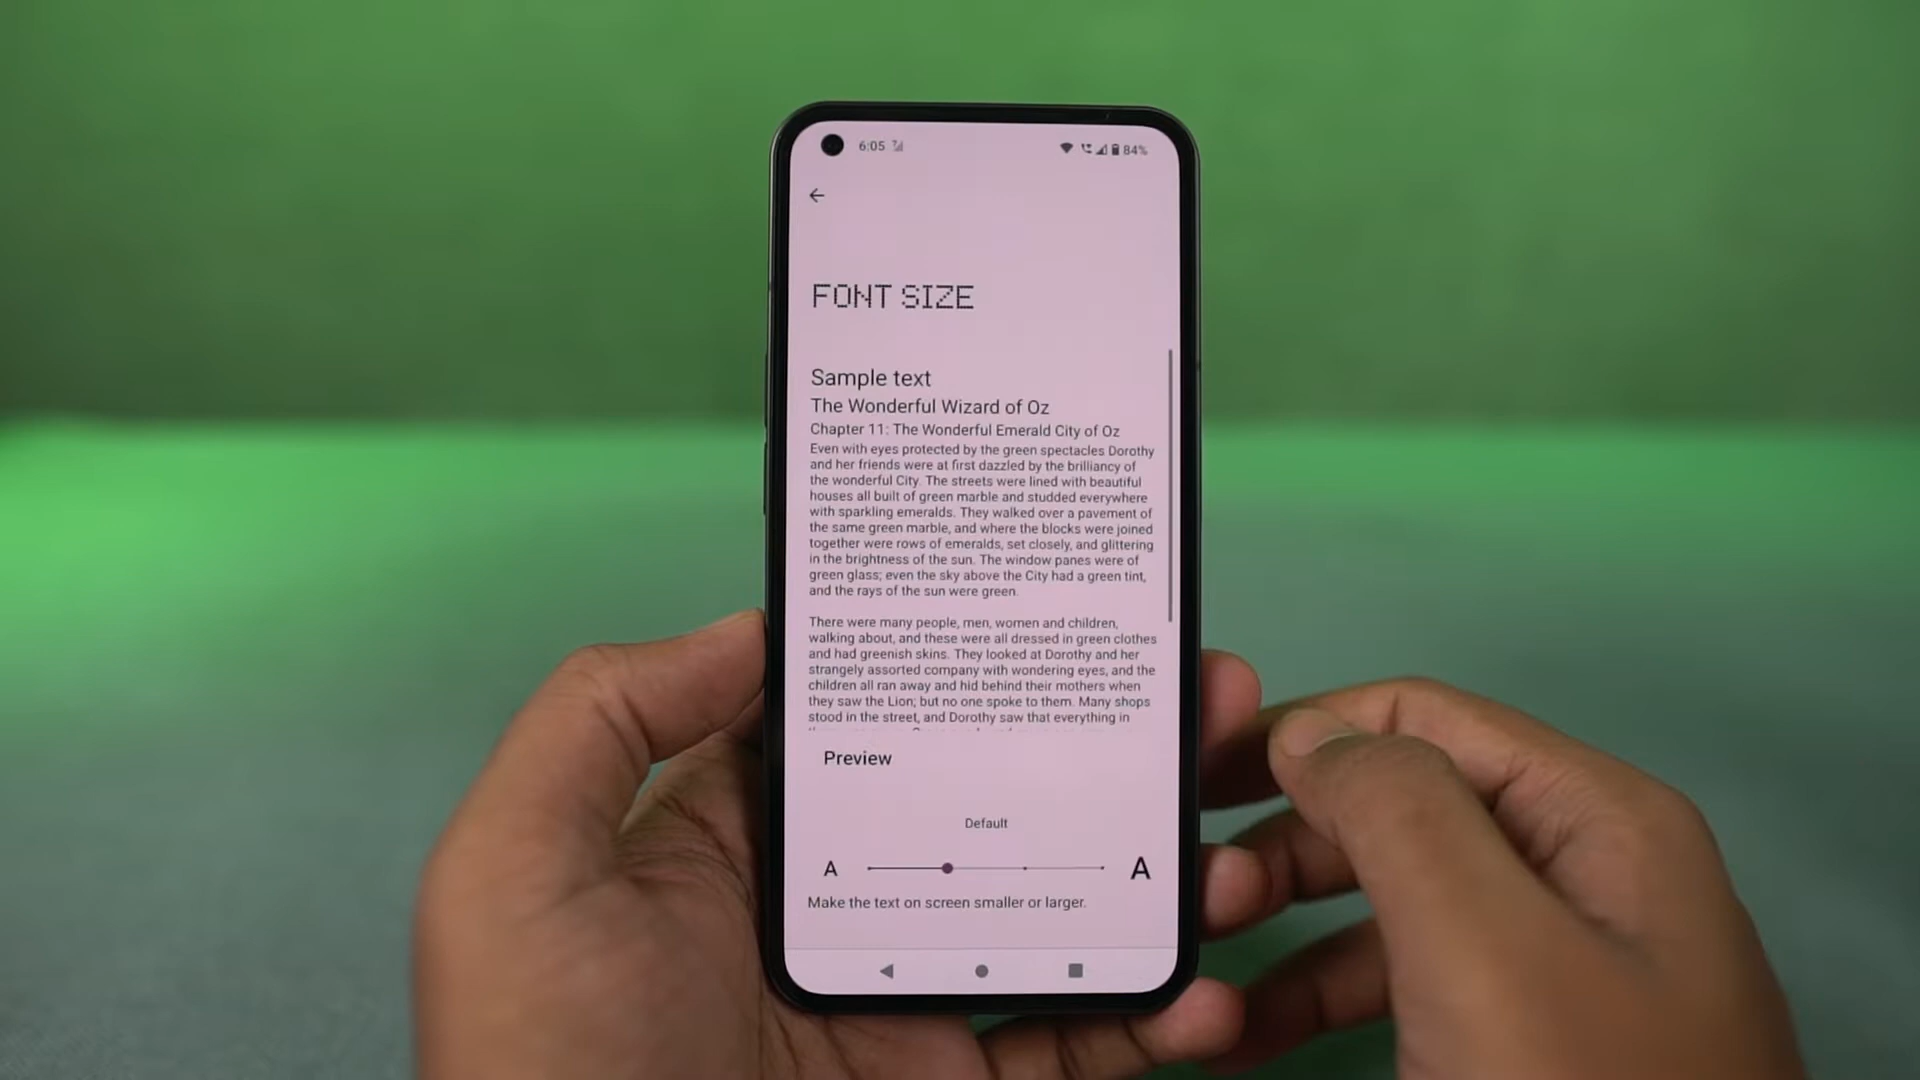 6:05
84%
FONT SIZE
Sample text
The Wonderful Wizard of Oz
Chapter 11: The Wonderful Emerald City of Oz
Even with eyes protected by the green spectacles Dorothy
and her friends were at first dazzled by the brilliancy of
the wonderful City. The streets were lined with beautiful
houses all built of green marble and studded everywhere
with sparkling emeralds. They walked over a pavement of
the same green marble, and where the blocks were joined
together were rows of emeralds, set closely, and glittering
in the brightness of the sun. The window panes were of
green glass; even the sky above the City had a green tint,
and the rays of the sun were green.
There were many people, men, women and children,
walking about, and these were all dressed in green clothes
and had greenish skins. They looked at Dorothy and her
strangely assorted company with wondering eyes, and the
children all ran away and hid behind their mothers when
they saw the Lion; but no one spoke to them. Many shops
stood in the street, and Dorothy saw that everything in
Preview
Default
A A
Make the text on screen smaller or larger.